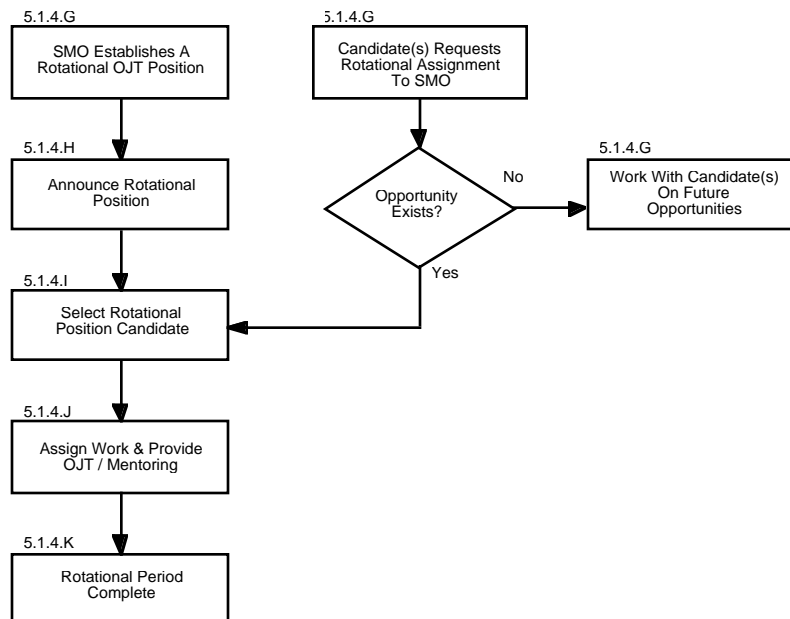 5.1.4.G
SMO Establishes A
Rotational OJT Position
5.1.4.G
Candidate(s) Requests
Rotational Assignment
To SMO
5.1.4.H
Announce Rotational
Position
Opportunity
Exists?
No
5.1.4.G
Work With Candidate(s)
On Future
Opportunities
Yes
5.1.4.I
Select Rotational
Position Candidate
5.1.4.J
Assign Work & Provide
OJT / Mentoring
5.1.4.K
Rotational Period
Complete